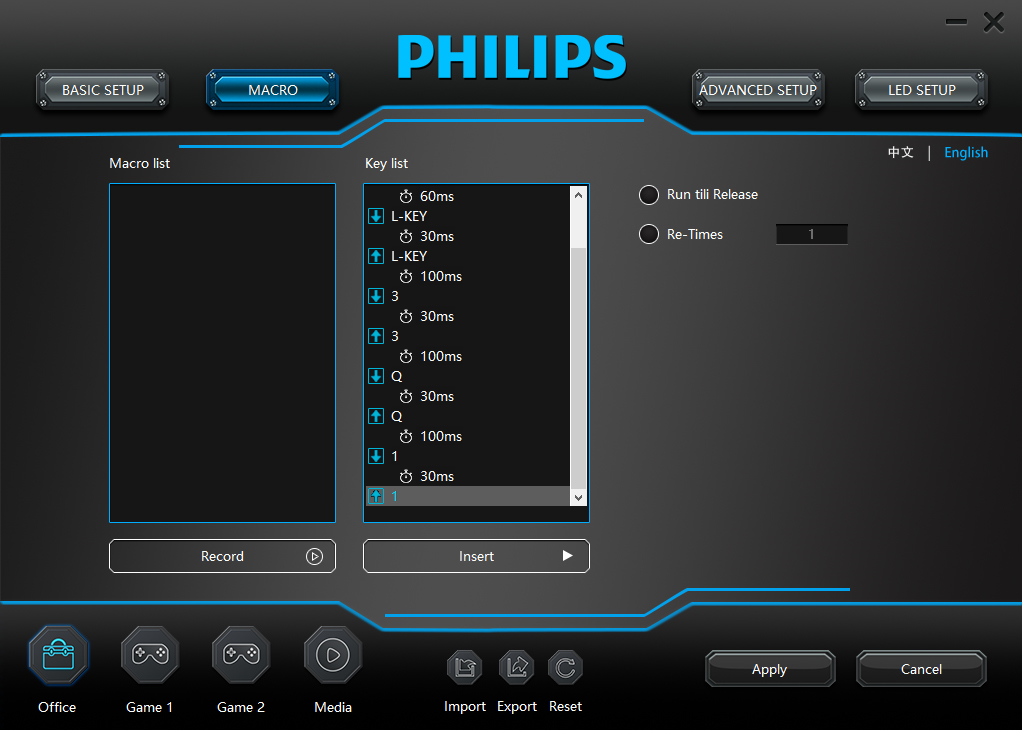 PHILIPS
BASIC SETUP
MACRO
ADVANCED SETUP
LED SETUP
中文 | English
Macro list
Key list
60ms
L-KEY
30ms
L-KEY
100ms
3
30ms
3
100ms
Q
30ms
Q
100ms
1
30ms
1
Run tili Release
Re-Times
1
Record
Insert
Office
Game 1
Game 2
Media
Import
Export
Reset
Apply
Cancel